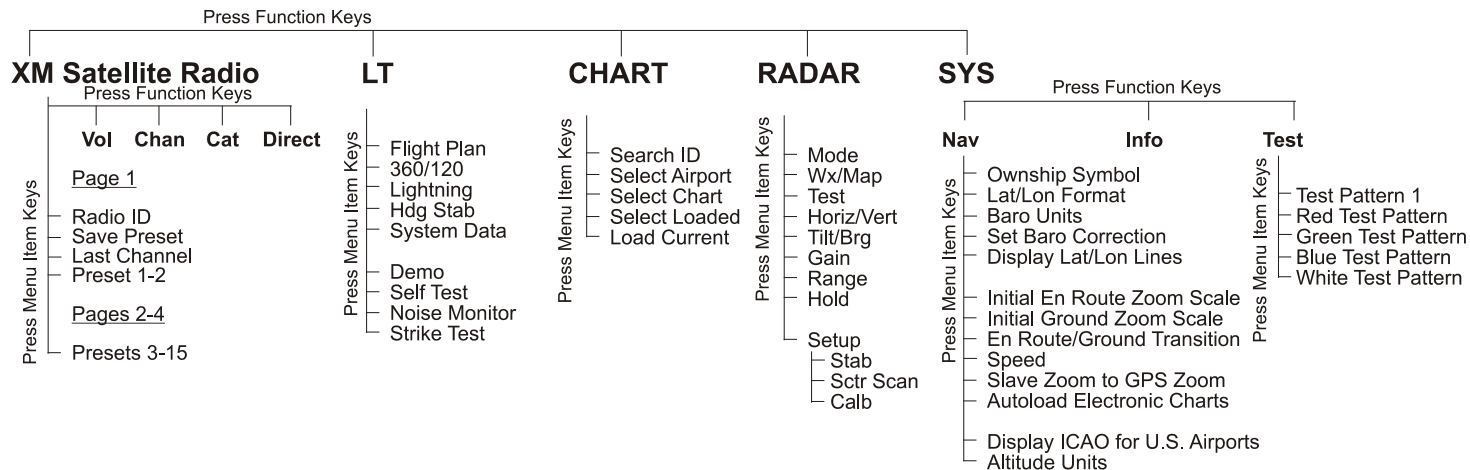 Press Function Keys
XM Satellite Radio
Press Function Keys
Vol Chan Cat Direct
Press Menu Item Keys
Page 1
Radio ID
Save Preset
Last Channel
Preset 1-2
Pages 2-4
Presets 3-15
LT
Press Menu Item Keys
Flight Plan
360/120
Lightning
Hdg Stab
System Data
Demo
Self Test
Noise Monitor
Strike Test
CHART
Press Menu Item Keys
Search ID
Select Airport
Select Chart
Select Loaded
Load Current
RADAR
Press Menu Item Keys
Mode
Wx/Map
Test
Horiz/Vert
Tilt/Brg
Gain
Range
Hold
Setup
Stab
Sctr Scan
Calb
SYS
Press Function Keys
Nav Info Test
Press Menu Item Keys
Ownship Symbol
Lat/Lon Format
Baro Units
Set Baro Correction
Display Lat/Lon Lines
Initial En Route Zoom Scale
Initial Ground Zoom Scale
En Route/Ground Transition
Speed
Slave Zoom to GPS Zoom
Autoload Electronic Charts
Display ICAO for U.S. Airports
Altitude Units
Press Menu Item Keys
Test Pattern 1
Red Test Pattern
Green Test Pattern
Blue Test Pattern
White Test Pattern